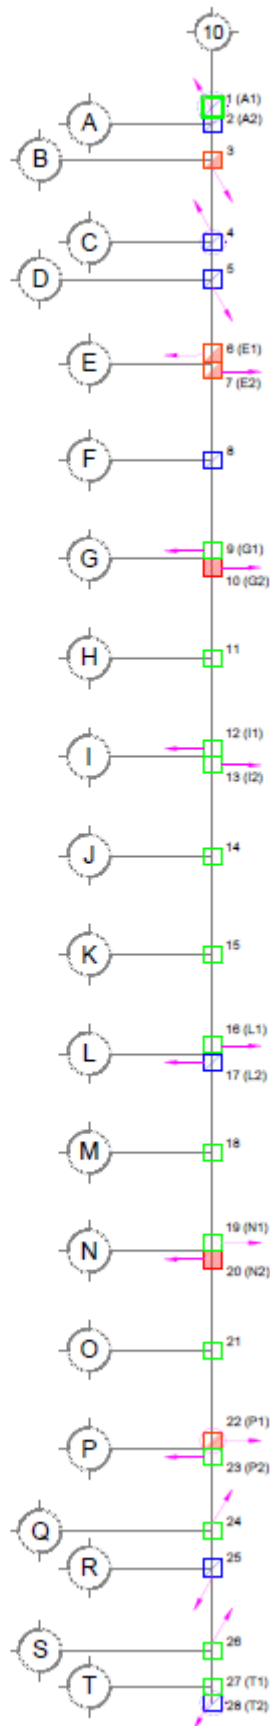 10
1 (A1)
A
2 (A2)
B
3
C
4
D
5
6 (E1)
E
7 (E2)
F
8
9 (G1)
G
10 (G2)
H
11
12 (I1)
I
13 (I2)
J
14
K
15
16 (L1)
L
17 (L2)
M
18
19 (N1)
N
20 (N2)
O
21
22 (P1)
P
23 (P2)
Q
24
R
25
S
26
T
27 (T1)
28 (T2)